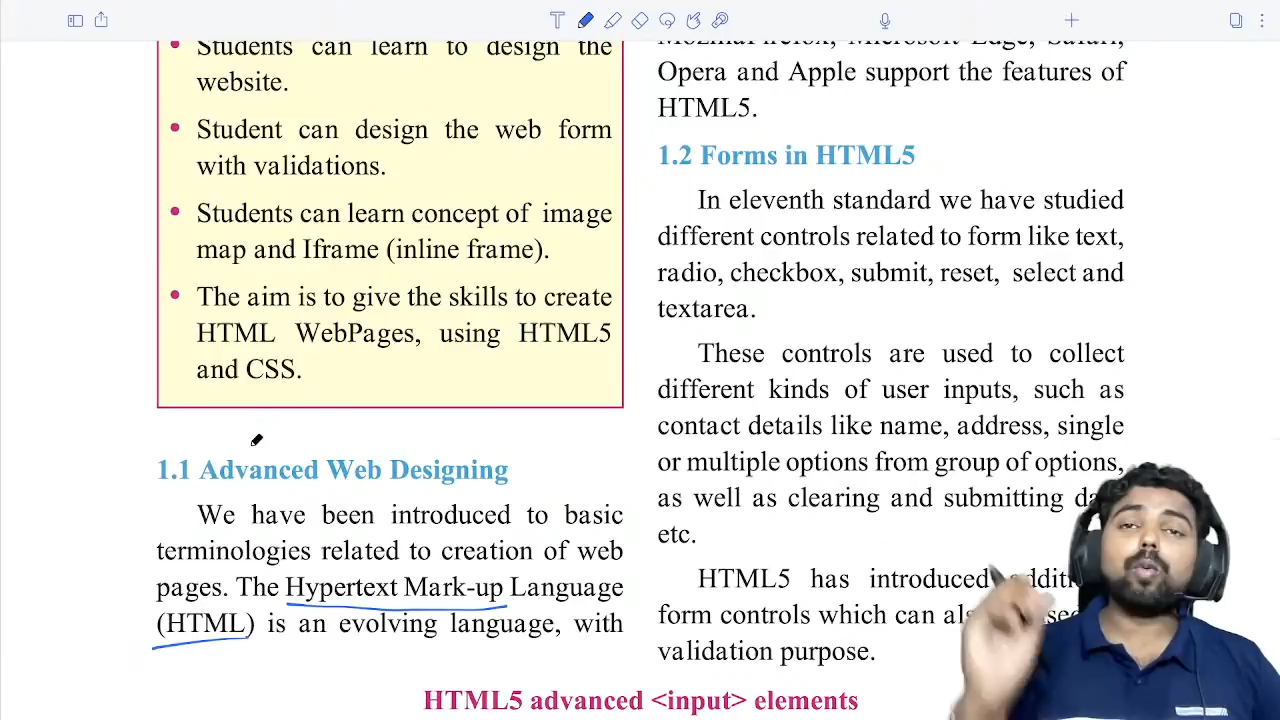 Students can learn to design the
website.
Student can design the web form
with validations.
Students can learn concept of image
map and Iframe (inline frame).
The aim is to give the skills to create
HTML WebPages, using HTML5
and CSS.
1.1 Advanced Web Designing
We have been introduced to basic
terminologies related to creation of web
pages. The Hypertext Mark-up Language
(HTML) is an evolving language, with
MozillaFirefox, Microsoft Edge, Safari,
Opera and Apple support the features of
HTML5.
1.2 Forms in HTML5
In eleventh standard we have studied
different controls related to form like text,
radio, checkbox, submit, reset, select and
textarea.
These controls are used to collect
different kinds of user inputs, such as
contact details like name, address, single
or multiple options from group of options,
as well as clearing and submitting
etc.
HTML5 has introduced
form controls which can
validation purpose.
HTML5 advanced <input> elements